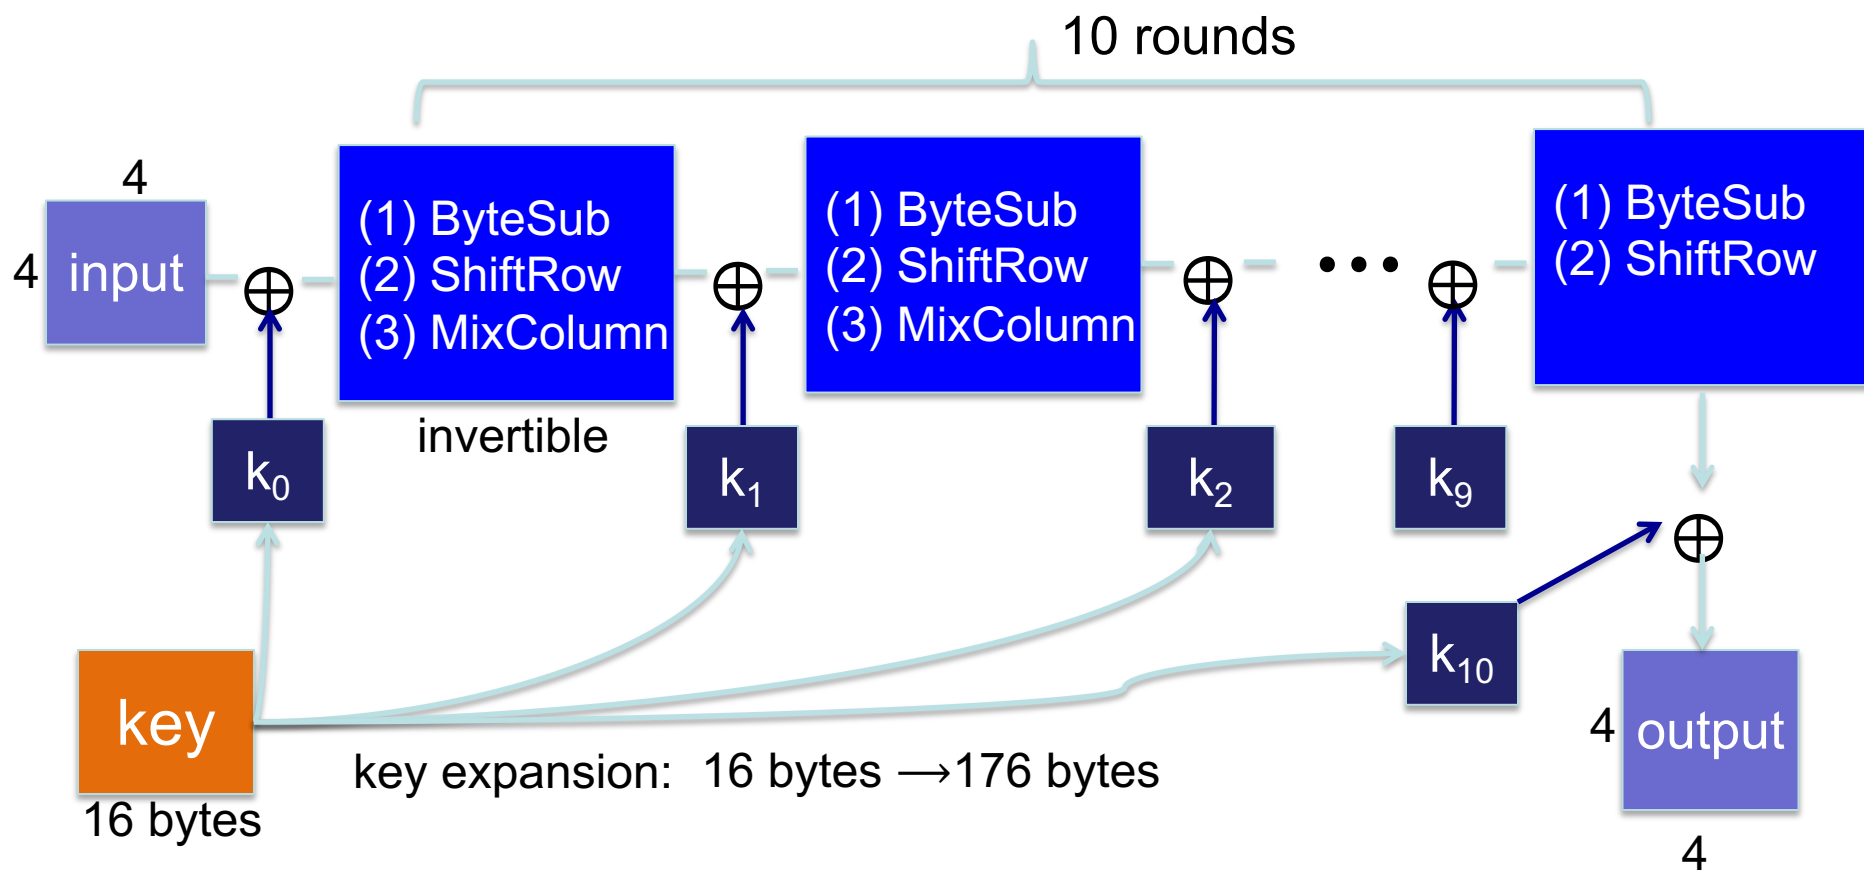 10 rounds
4
4
input
(1) ByteSub
(2) ShiftRow
(3) MixColumn
invertible
(1) ByteSub
(2) ShiftRow
(3) MixColumn
• • •
(1) ByteSub
(2) ShiftRow
k₀
k₁
k₂
k₉
k₁₀
key
16 bytes
key expansion: 16 bytes ⟶176 bytes
4
output
4